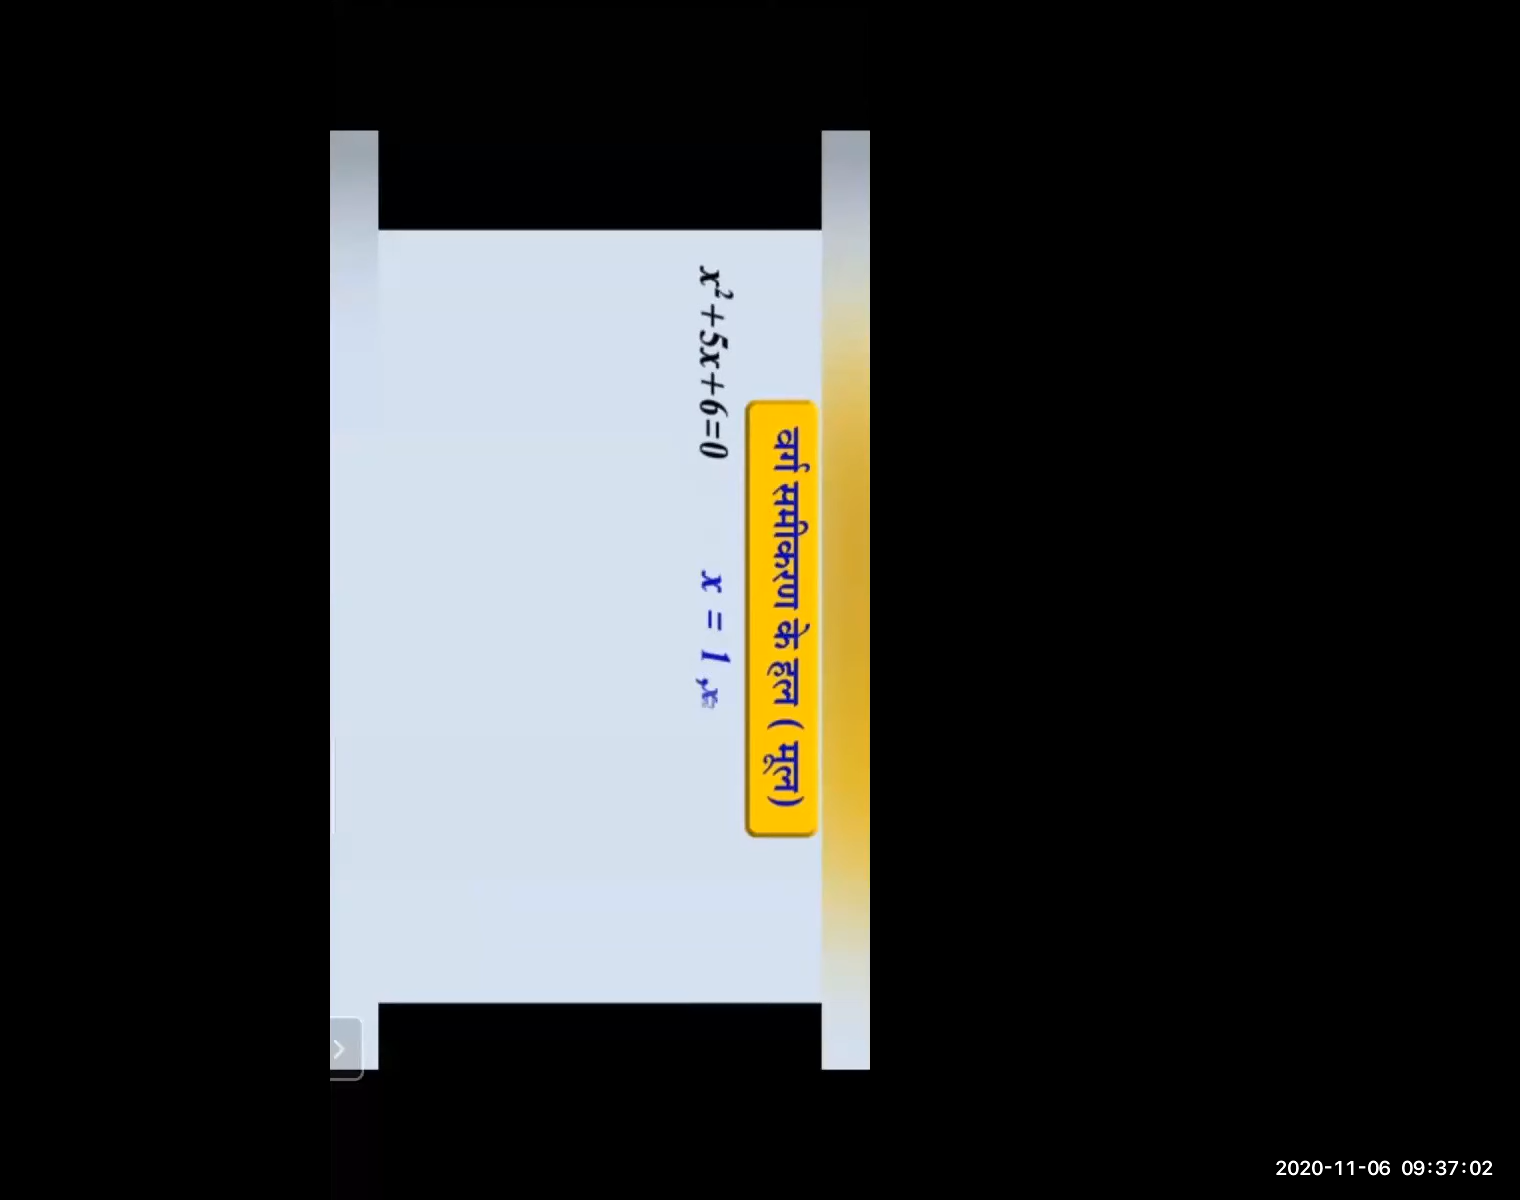 वर्ग समीकरण के हल ( मूल)
x²+5x+6=0 x = 1 ,x
2020-11-06 09:37:02